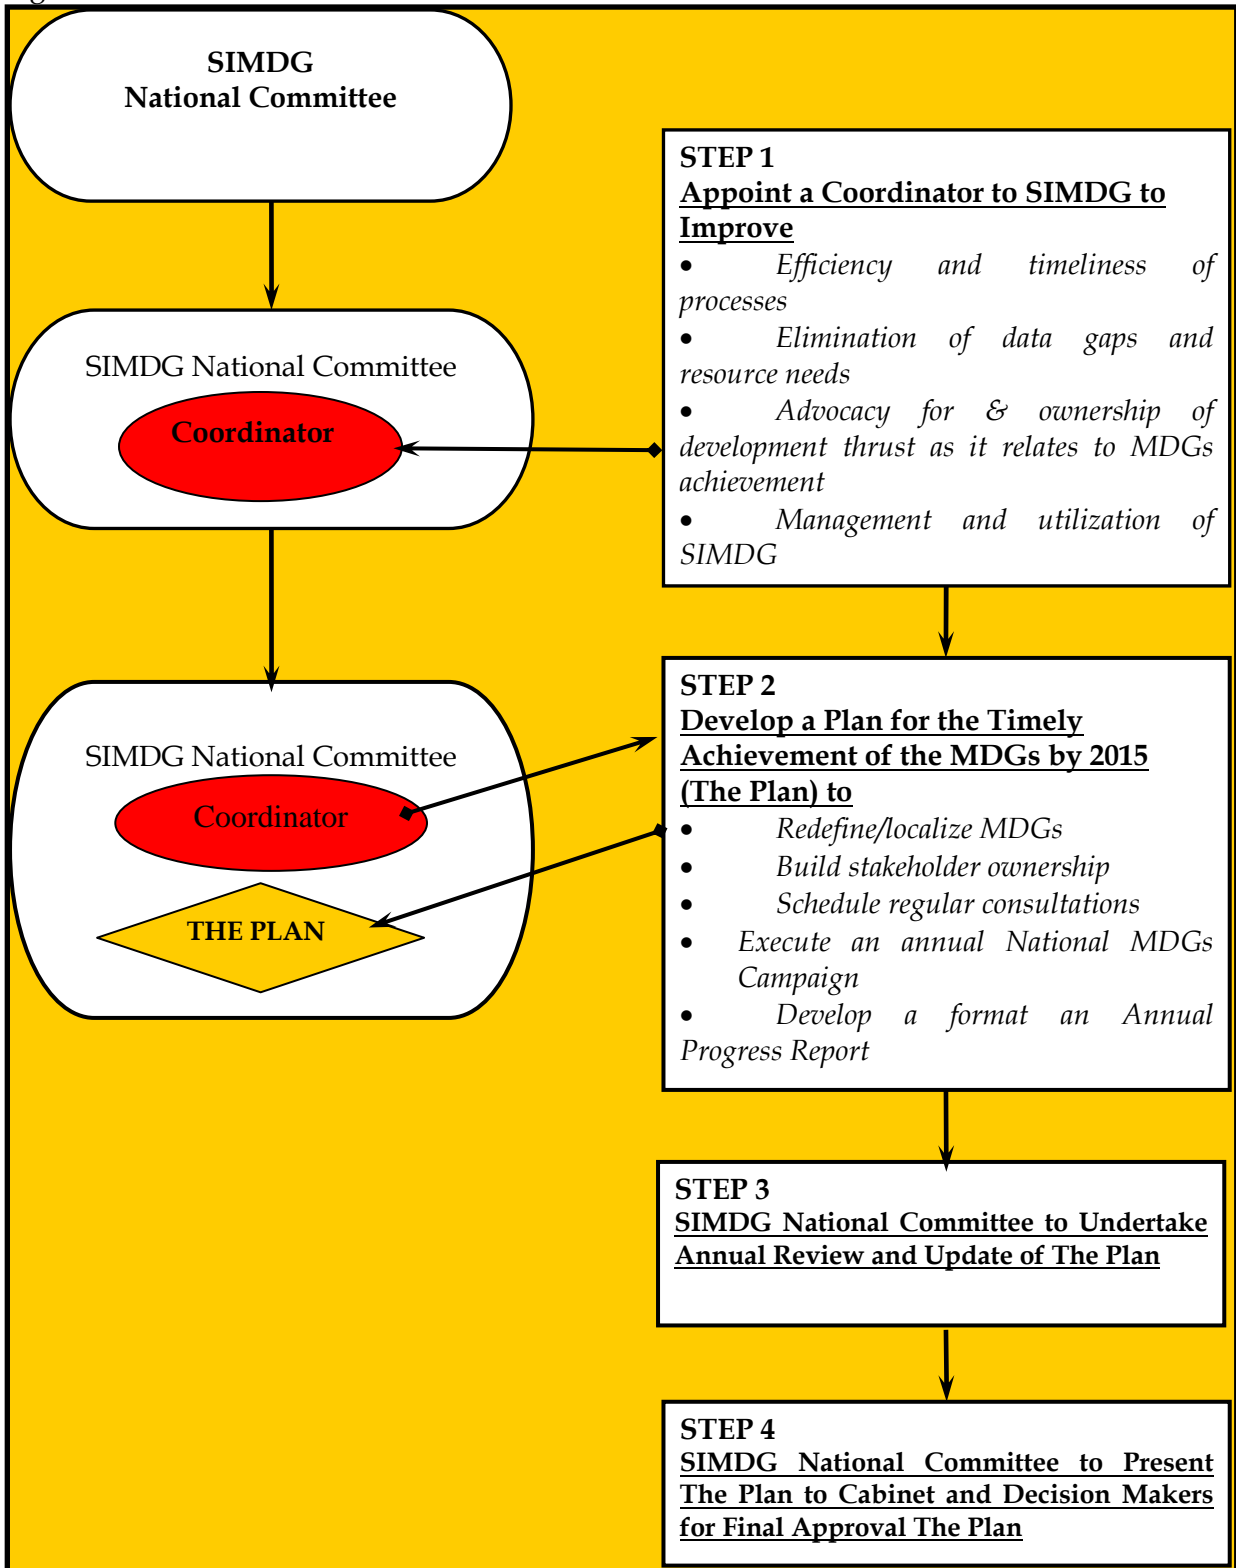 SIMDG
National Committee
STEP 1
Appoint a Coordinator to SIMDG to
Improve
• Efficiency and timeliness of
processes
• Elimination of data gaps and
resource needs
• Advocacy for & ownership of
development thrust as it relates to MDGs
achievement
• Management and utilization of
SIMDG
SIMDG National Committee
Coordinator
SIMDG National Committee
Coordinator
THE PLAN
STEP 2
Develop a Plan for the Timely
Achievement of the MDGs by 2015
(The Plan) to
• Redefine/localize MDGs
• Build stakeholder ownership
• Schedule regular consultations
• Execute an annual National MDGs
Campaign
• Develop a format an Annual
Progress Report
STEP 3
SIMDG National Committee to Undertake
Annual Review and Update of The Plan
STEP 4
SIMDG National Committee to Present
The Plan to Cabinet and Decision Makers
for Final Approval The Plan